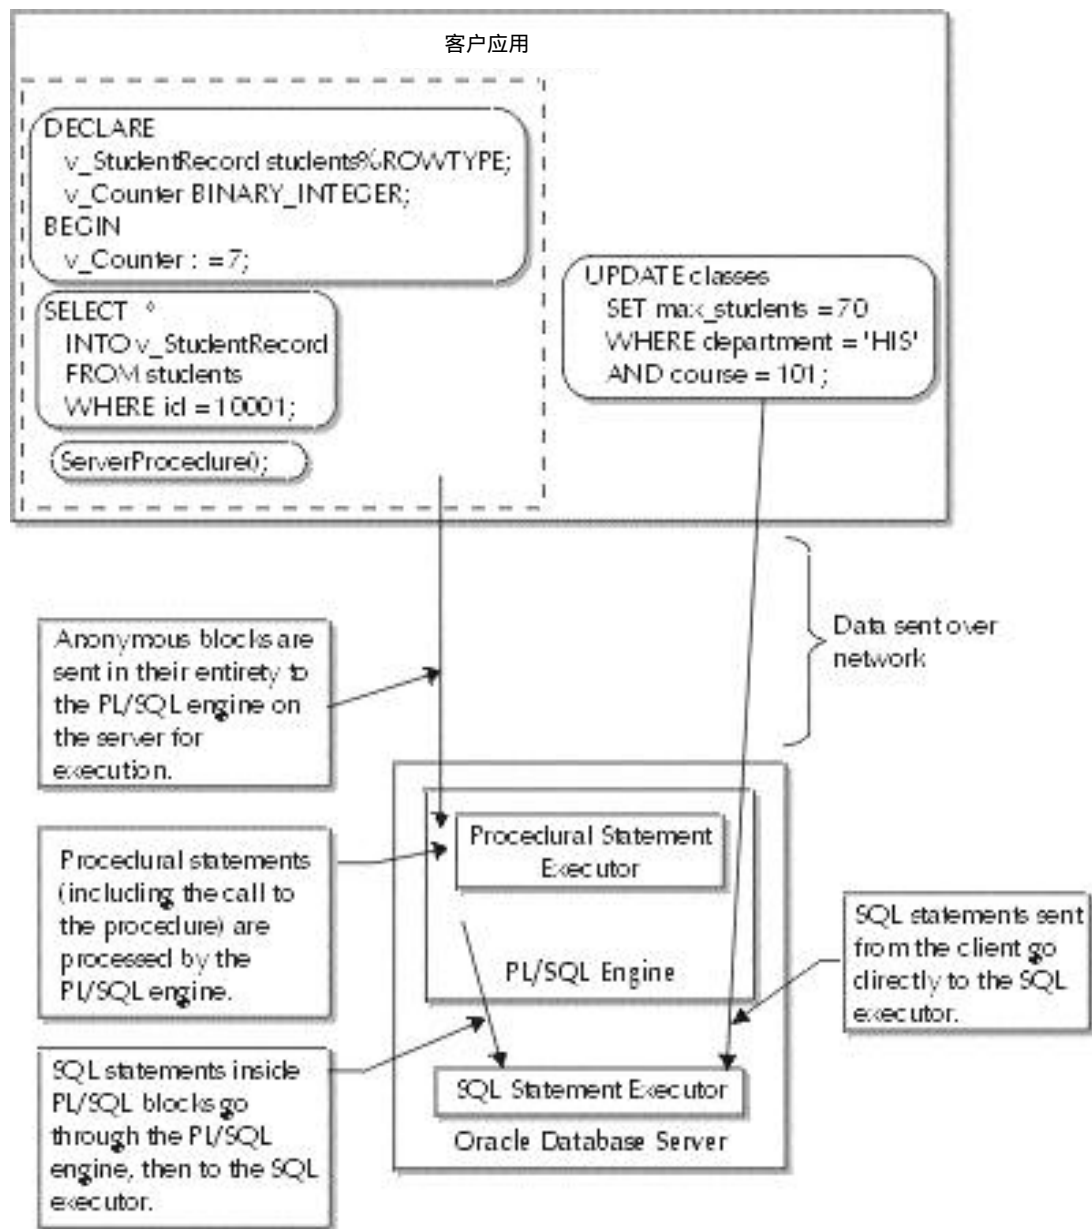 客户应用
DECLARE
v_StudentRecord students%ROWTYPE;
v_Counter BINARY_INTEGER;
BEGIN
v_Counter : = 7;
SELECT *
INTO v_StudentRecord
FROM students
WHERE id = 10001;
ServerProcedure();
UPDATE classes
SET max_students = 70
WHERE department = 'HIS'
AND course = 101;
Data sent over
network
Anonymous blocks are
sent in their entirety to
the PL/SQL engine on
the server for
execution.
Procedural statements
(including the call to
the procedure) are
processed by the
PL/SQL engine.
SQL statements inside
PL/SQL blocks go
through the PL/SQL
engine, then to the SQL
executor.
Procedural Statement
Executor
PL/SQL Engine
SQL Statement Executor
Oracle Database Server
SQL statements sent
from the client go
directly to the SQL
executor.